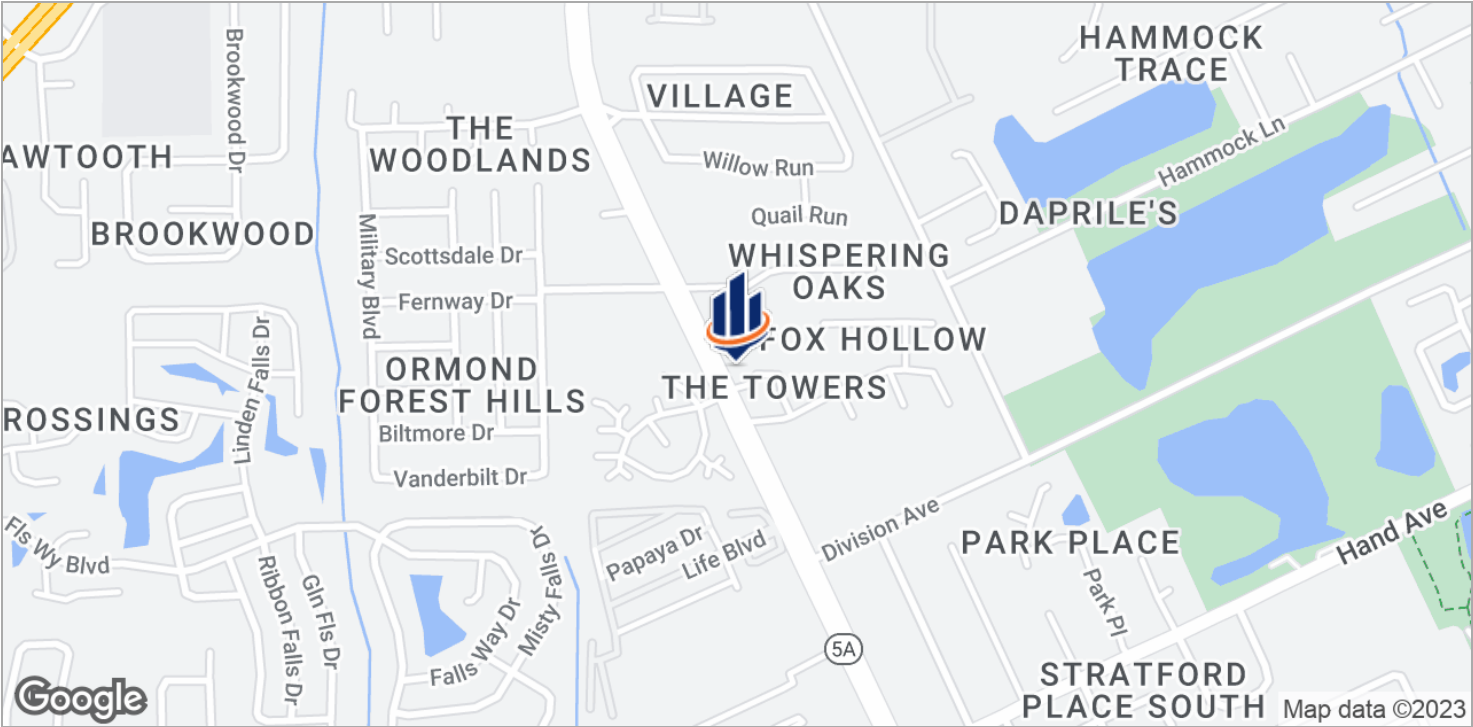 HAMMOCK
TRACE
Brookwood Dr
VILLAGE
THE
WOODLANDS
AWTOOTH
Willow Run
Hammock Ln
Quail Run
DAPRILE'S
BROOKWOOD
Military Blvd
Scottsdale Dr
WHISPERING
OAKS
Fernway Dr
FOX HOLLOW
Linden Falls Dr
ORMOND
FOREST HILLS
THE TOWERS
ROSSINGS
Biltmore Dr
Vanderbilt Dr
Division Ave
Hand Ave
Fls Wy Blvd
Papaya Dr
Life Blvd
PARK PLACE
Misty Falls Dr
Ribbon Falls Dr
Gln Fls Dr
Park Pl
Falls Way Dr
5A
STRATFORD
PLACE SOUTH
Google
Map data ©2023